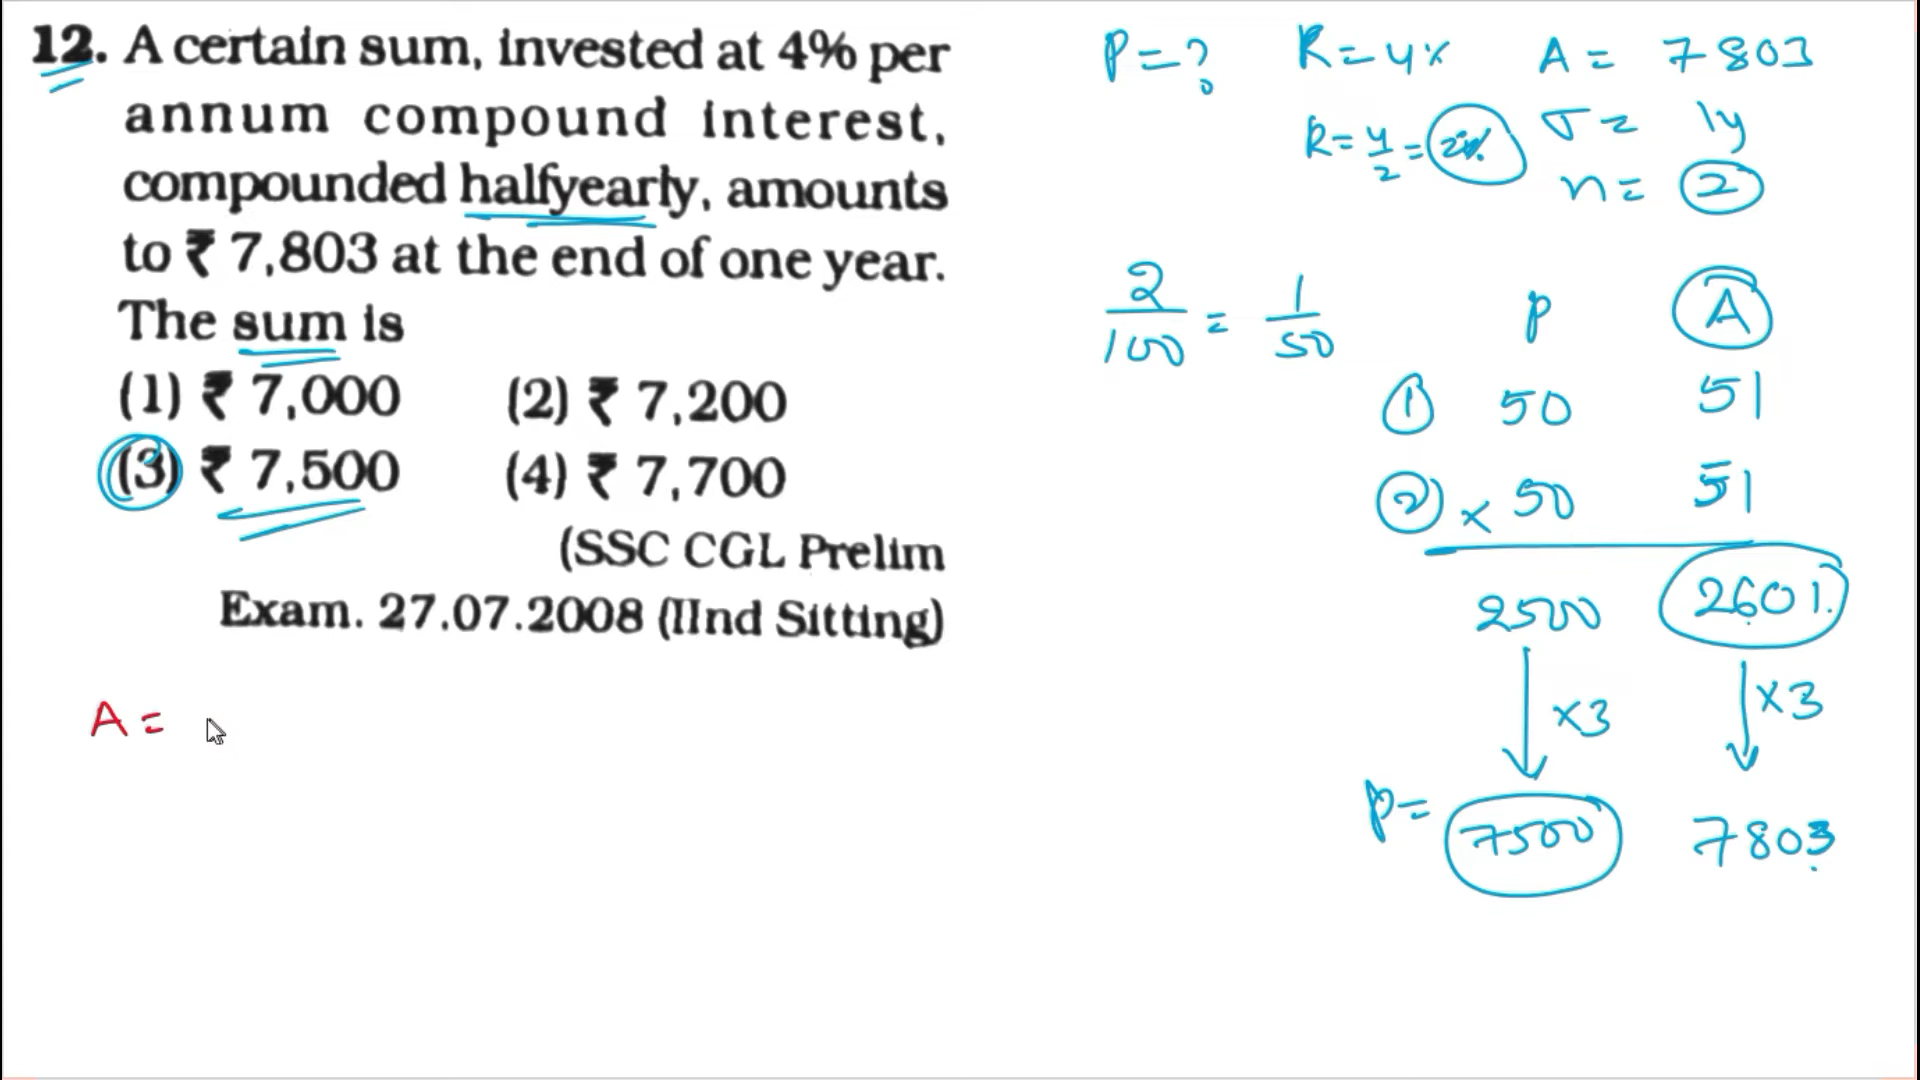 12. A certain sum, invested at 4% per
annum compound interest,
compounded halfyearly, amounts
to ₹ 7,803 at the end of one year.
The sum is
(1) ₹ 7,000 (2) ₹ 7,200
(3) ₹ 7,500 (4) ₹ 7,700
(SSC CGL Prelim
Exam. 27.07.2008 (IInd Sitting)
A =
P = ? R = 4% A = 7803
R = 4/2 = 2% T = 1y
n = 2
2/100 = 1/50
P A
① 50 51
② × 50 51
2500 2601
×3 ×3
P = 7500 7803